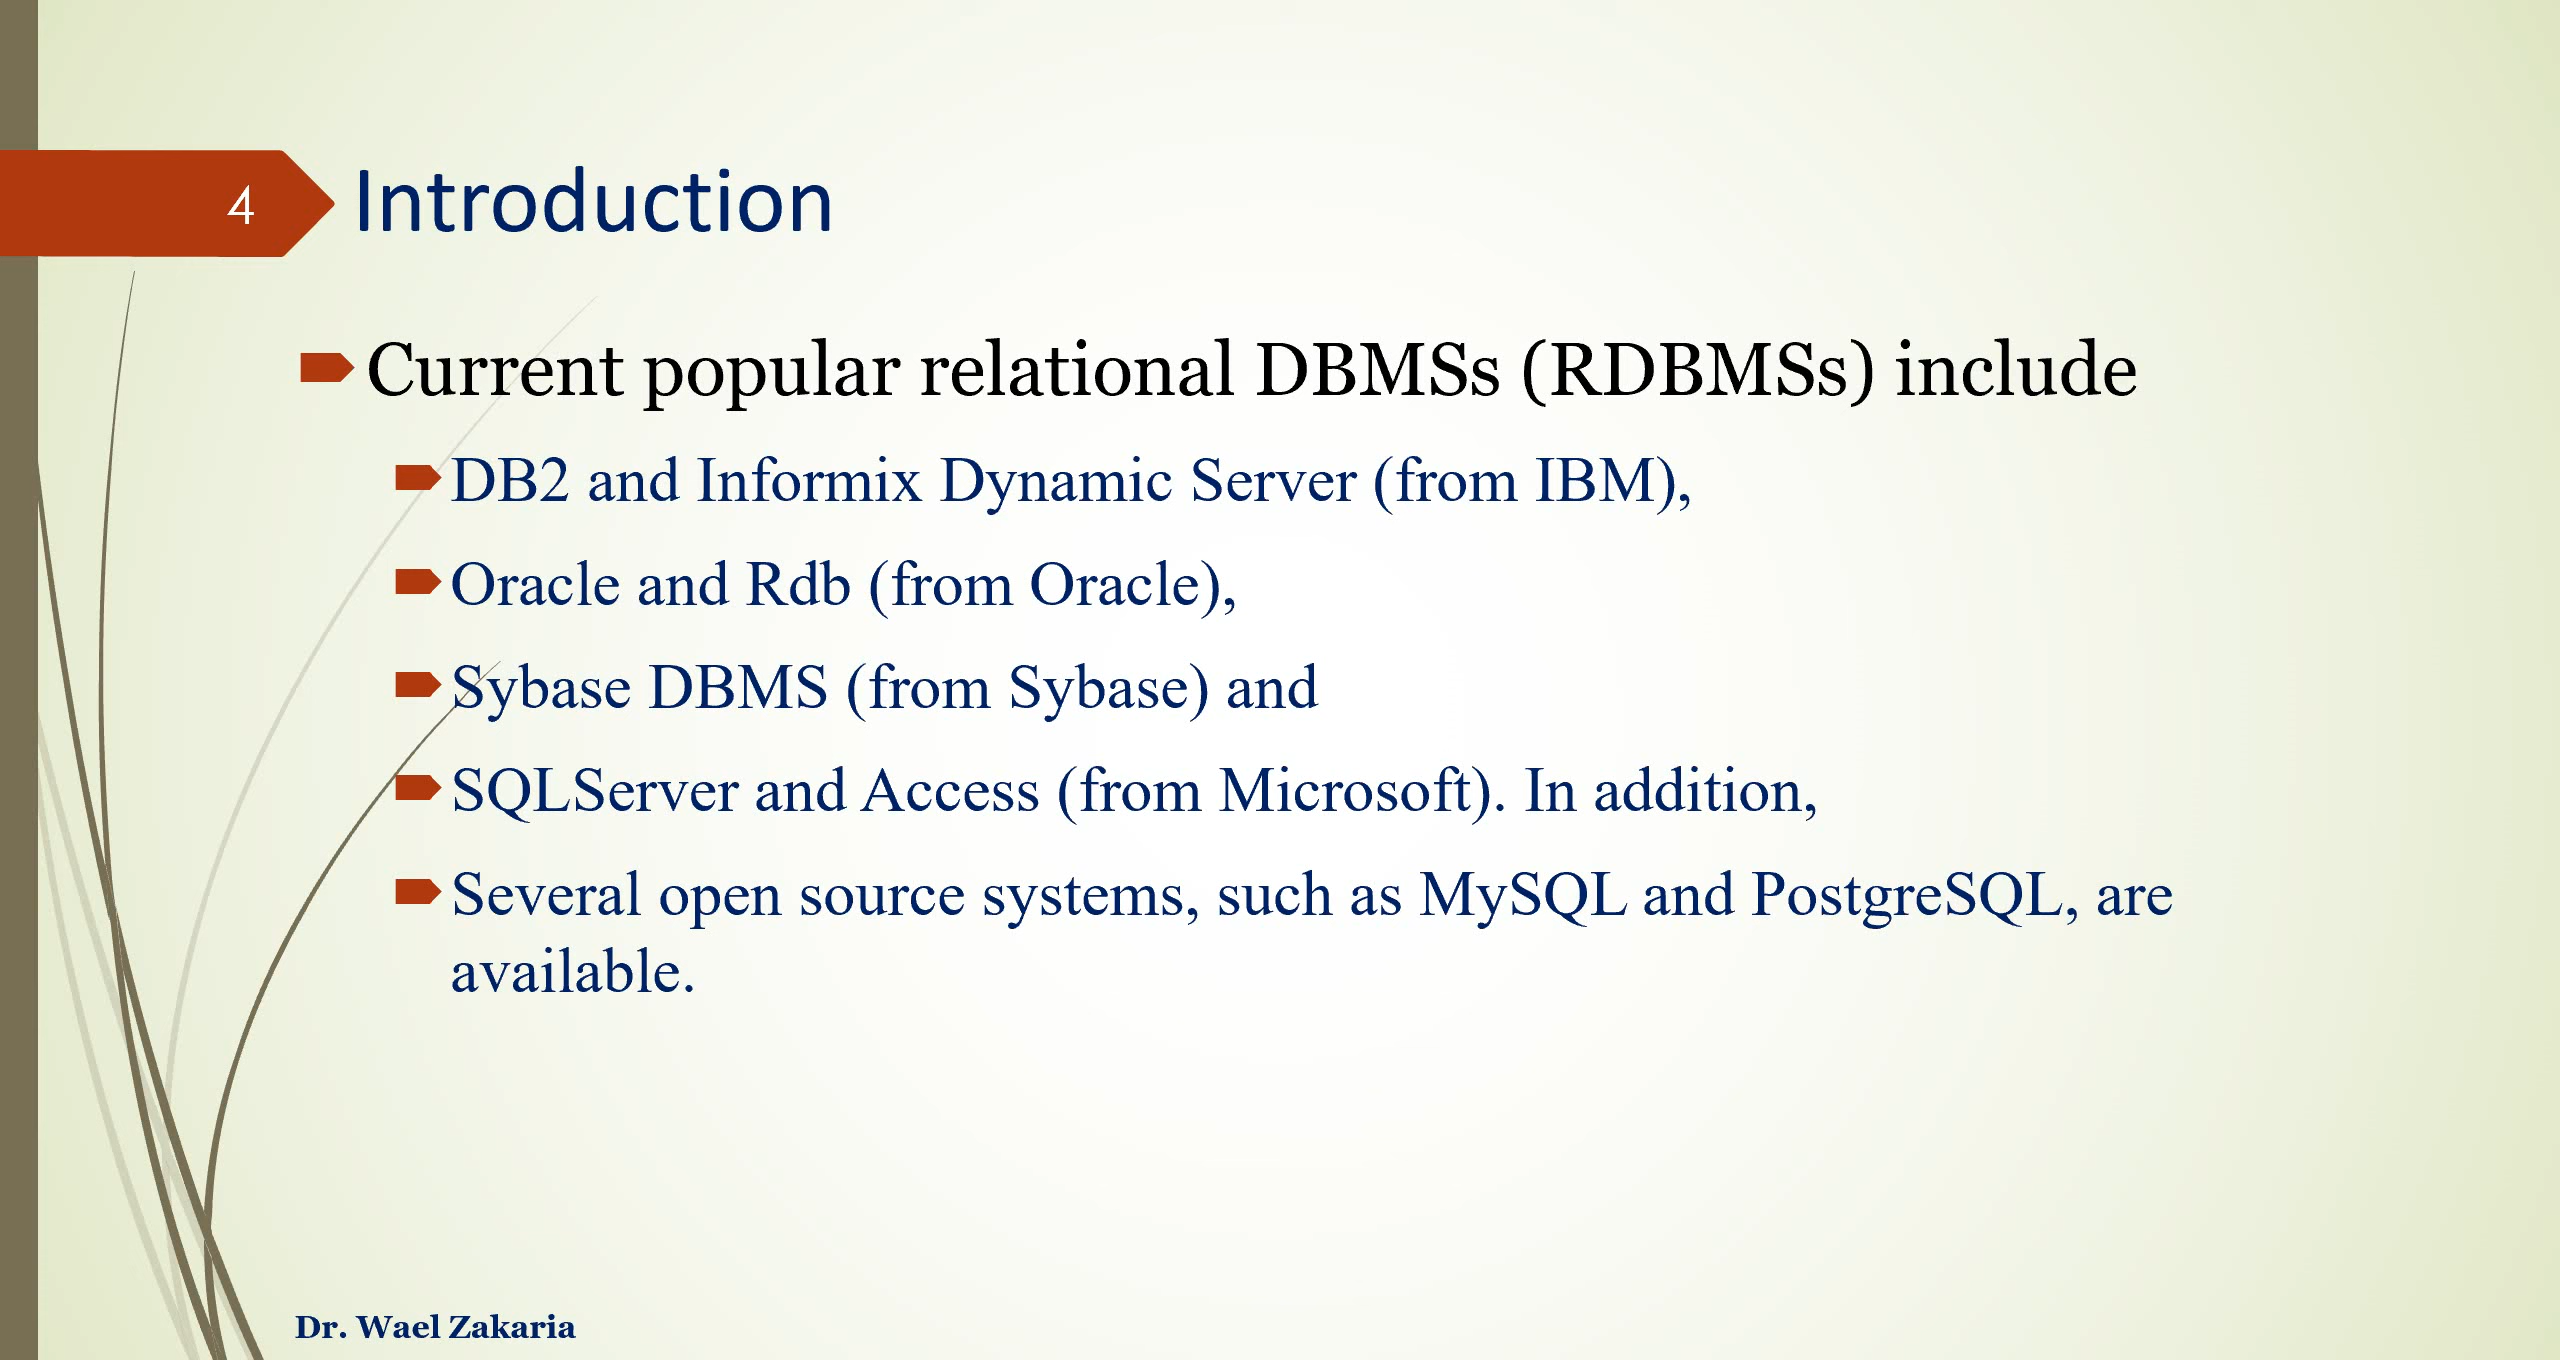 4
Introduction
Current popular relational DBMSs (RDBMSs) include
DB2 and Informix Dynamic Server (from IBM),
Oracle and Rdb (from Oracle),
Sybase DBMS (from Sybase) and
SQLServer and Access (from Microsoft). In addition,
Several open source systems, such as MySQL and PostgreSQL, are
available.
Dr. Wael Zakaria